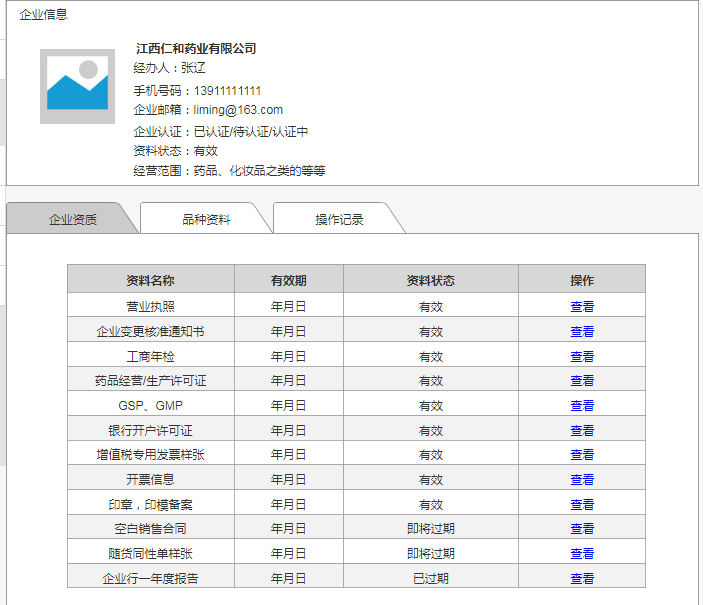 企业信息
江西仁和药业有限公司
经办人：张辽
手机号码：13911111111
企业邮箱：liming@163.com
企业认证：已认证/待认证/认证中
资料状态：有效
经营范围：药品、化妆品之类的等等
企业资质 品种资料 操作记录
资料名称 有效期 资料状态 操作
营业执照 年月日 有效 查看
企业变更核准通知书 年月日 有效 查看
工商年检 年月日 有效 查看
药品经营/生产许可证 年月日 有效 查看
GSP、GMP 年月日 有效 查看
银行开户许可证 年月日 有效 查看
增值税专用发票样张 年月日 有效 查看
开票信息 年月日 有效 查看
印章，印模备案 年月日 有效 查看
空白销售合同 年月日 即将过期 查看
随货同性单样张 年月日 即将过期 查看
企业行一年度报告 年月日 已过期 查看